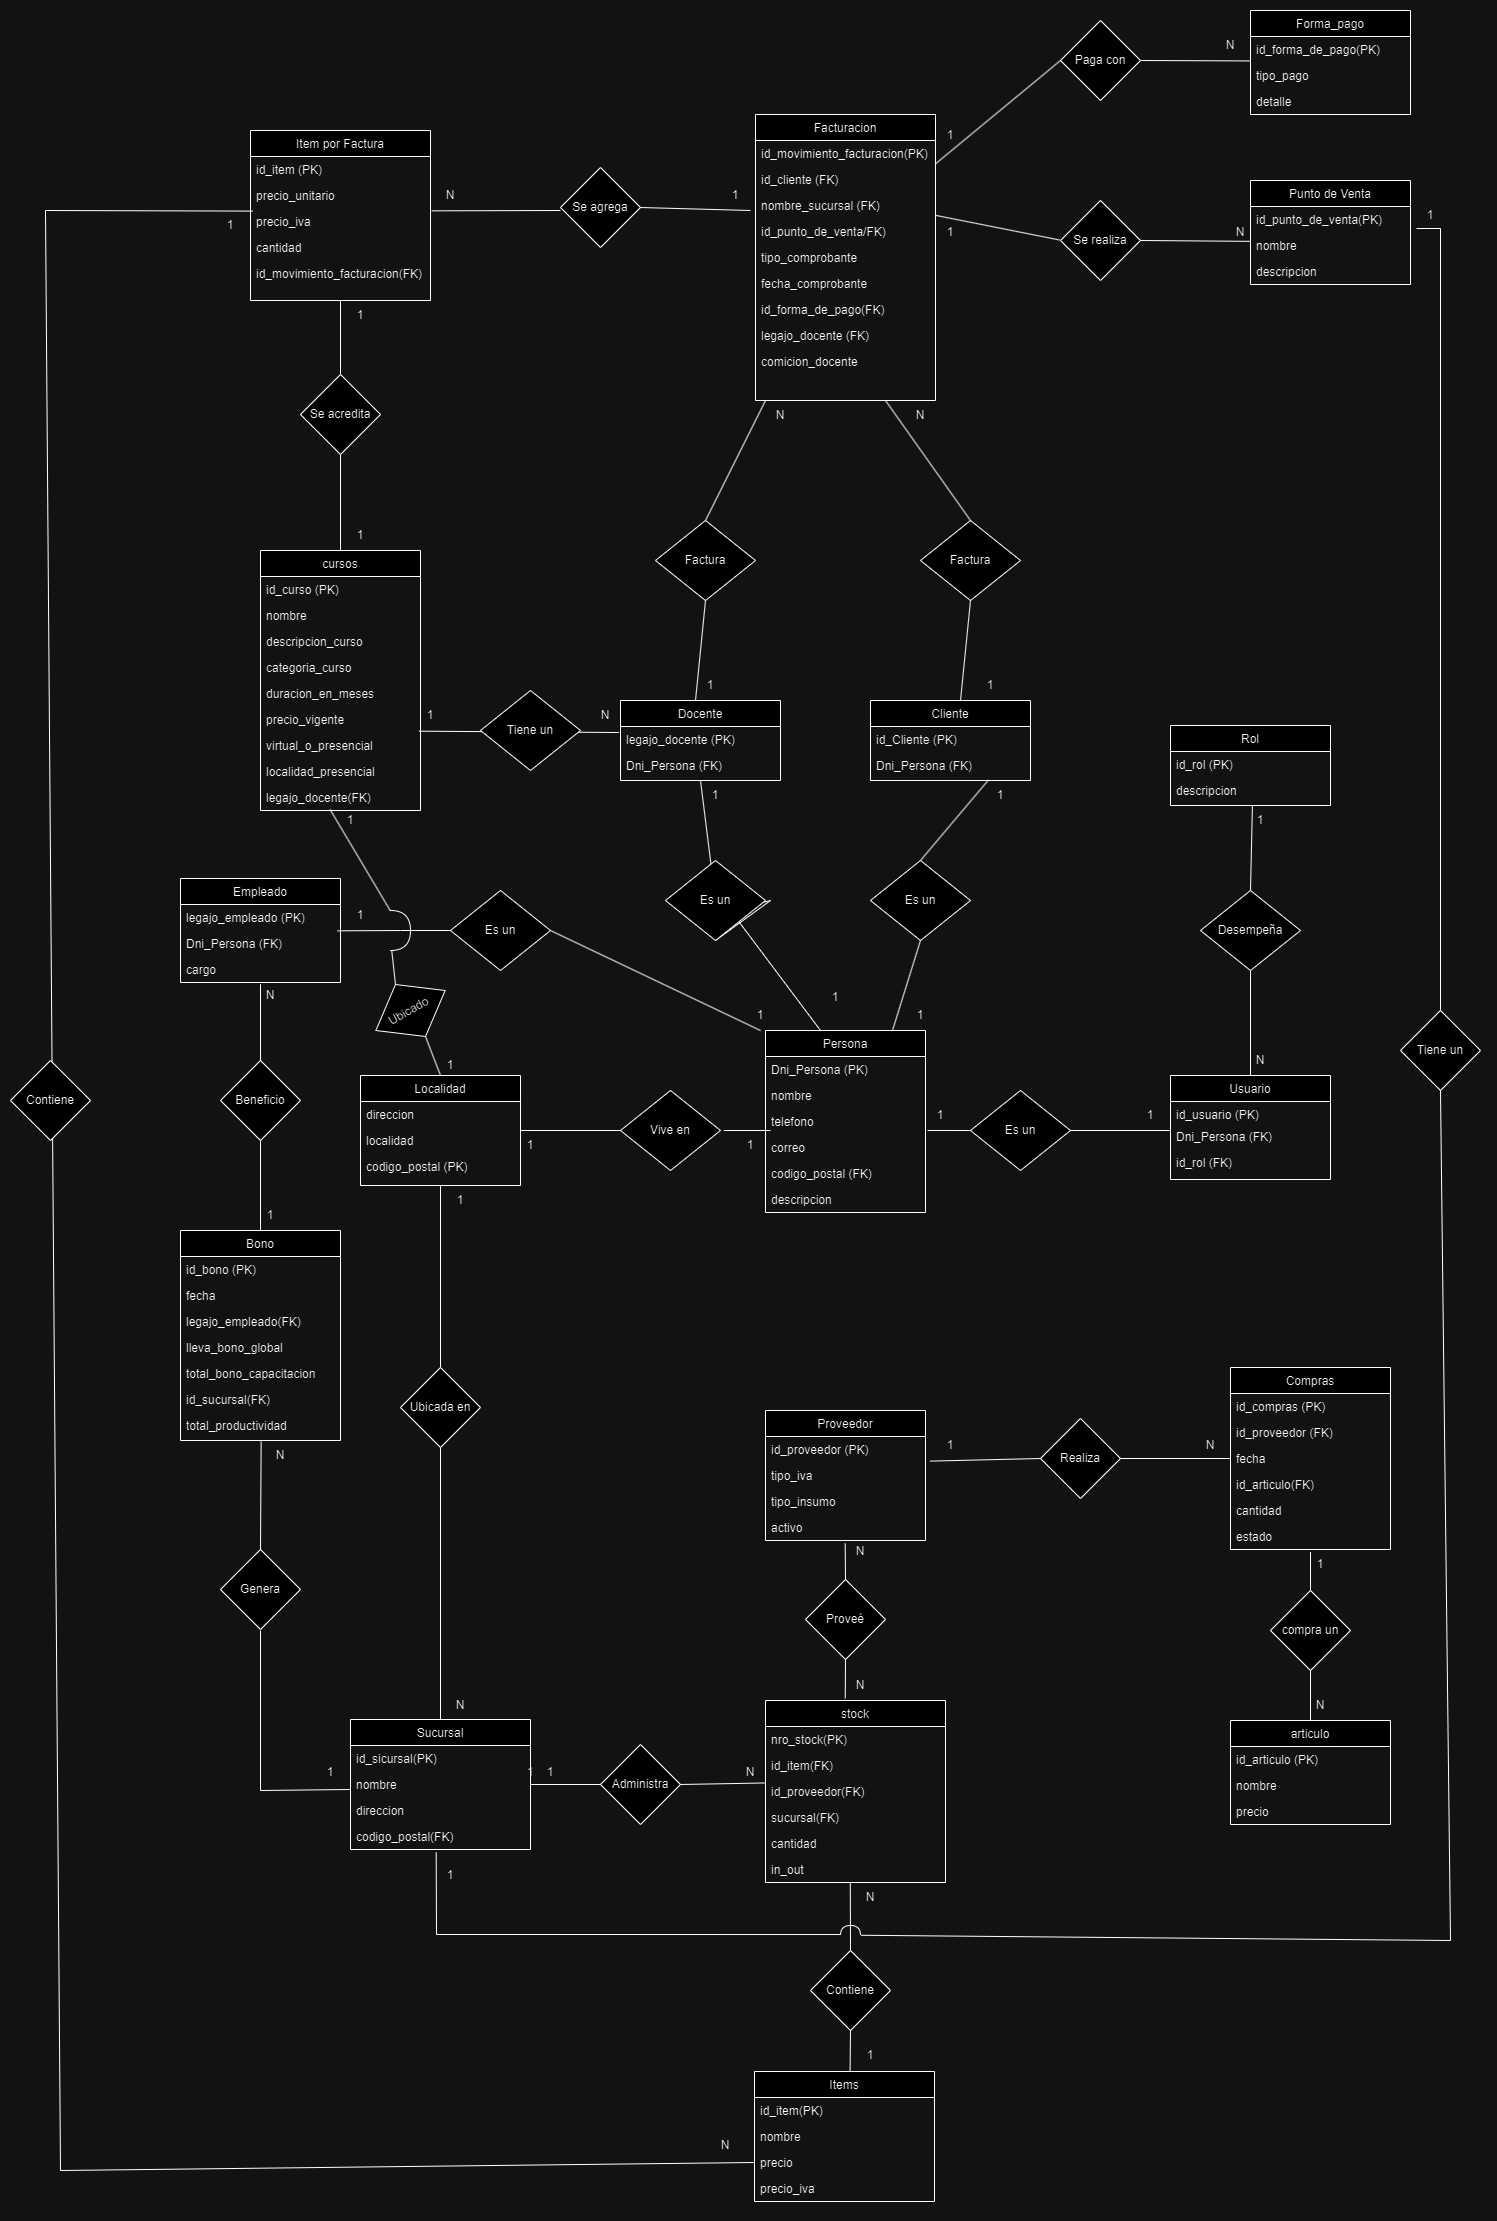 Forma_pago
id_forma_de_pago(PK)
tipo_pago
detalle
Paga con
N
1
Facturacion
id_movimiento_facturacion(PK)
id_cliente (FK)
nombre_sucursal (FK)
id_punto_de_venta/FK)
tipo_comprobante
fecha_comprobante
id_forma_de_pago(FK)
legajo_docente (FK)
comicion_docente
Item por Factura
id_item (PK)
precio_unitario
precio_iva
cantidad
id_movimiento_facturacion(FK)
N
Se agrega
1
1
1
Se realiza
N
Punto de Venta
id_punto_de_venta(PK)
nombre
descripcion
1
1
Se acredita
1
N
N
Factura
Factura
1
1
cursos
id_curso (PK)
nombre
descripcion_curso
categoria_curso
duracion_en_meses
precio_vigente
virtual_o_presencial
localidad_presencial
legajo_docente(FK)
1
Tiene un
N
Docente
legajo_docente (PK)
Dni_Persona (FK)
Cliente
id_Cliente (PK)
Dni_Persona (FK)
Rol
id_rol (PK)
descripcion
1
1
1
1
Empleado
legajo_empleado (PK)
Dni_Persona (FK)
cargo
1
Es un
Es un
Es un
Desempeña
N
Ubicado
1
1
1
1
N
Tiene un
Contiene
Beneficio
Localidad
direccion
localidad
codigo_postal (PK)
1
Vive en
1
Persona
Dni_Persona (PK)
nombre
telefono
correo
codigo_postal (FK)
descripcion
1
Es un
1
Usuario
id_usuario (PK)
Dni_Persona (FK)
id_rol (FK)
1
1
Bono
id_bono (PK)
fecha
legajo_empleado(FK)
lleva_bono_global
total_bono_capacitacion
id_sucursal(FK)
total_productividad
N
Ubicada en
Proveedor
id_proveedor (PK)
tipo_iva
tipo_insumo
activo
1
Realiza
N
Compras
id_compras (PK)
id_proveedor (FK)
fecha
id_articulo(FK)
cantidad
estado
N
1
Genera
Proveé
compra un
N
N
N
1
Sucursal
id_sicursal(PK)
nombre
direccion
codigo_postal(FK)
1
1
Administra
N
stock
nro_stock(PK)
id_item(FK)
id_proveedor(FK)
sucursal(FK)
cantidad
in_out
articulo
id_articulo (PK)
nombre
precio
1
N
Contiene
1
Items
id_item(PK)
nombre
precio
precio_iva
N